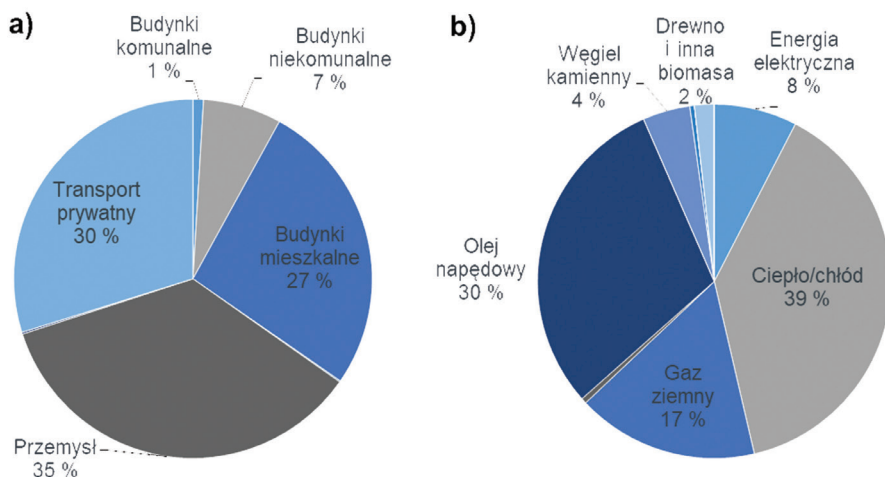 a)
Budynki
komunalne
1 %
Budynki
niekomunalne
7 %
Transport
prywatny
30 %
Budynki
mieszkalne
27 %
Przemysł
35 %
b)
Węgiel
kamienny
4 %
Drewno
i inna
biomasa
2 %
Energia
elektryczna
8 %
Olej
napędowy
30 %
Ciepło/chłód
39 %
Gaz
ziemny
17 %